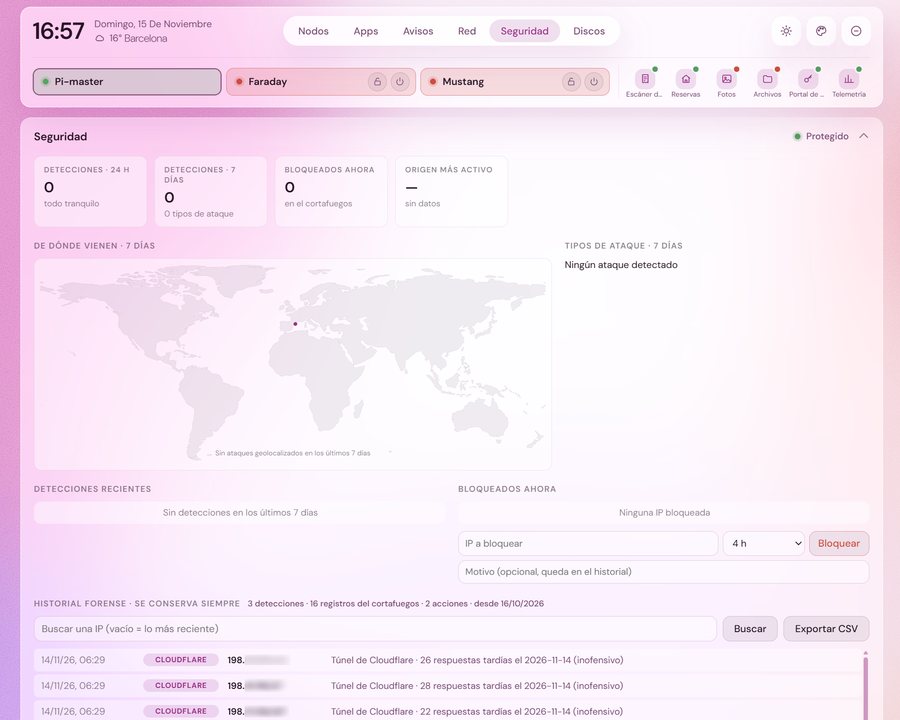 16:57
Domingo, 15 De Noviembre
16° Barcelona
Nodos Apps Avisos Red Seguridad Discos
Pi-master Faraday Mustang
Escáner d... Reservas Fotos Archivos Portal de ... Telemetría
Seguridad
Protegido
DETECCIONES · 24 H
0
todo tranquilo
DETECCIONES · 7 DÍAS
0
0 tipos de ataque
BLOQUEADOS AHORA
0
en el cortafuegos
ORIGEN MÁS ACTIVO
—
sin datos
DE DÓNDE VIENEN · 7 DÍAS
Sin ataques geolocalizados en los últimos 7 días
TIPOS DE ATAQUE · 7 DÍAS
Ningún ataque detectado
DETECCIONES RECIENTES
Sin detecciones en los últimos 7 días
BLOQUEADOS AHORA
Ninguna IP bloqueada
IP a bloquear 4 h Bloquear
Motivo (opcional, queda en el historial)
HISTORIAL FORENSE · SE CONSERVA SIEMPRE 3 detecciones · 16 registros del cortafuegos · 2 acciones · desde 16/10/2026
Buscar una IP (vacío = lo más reciente) Buscar Exportar CSV
14/11/26, 06:29 CLOUDFLARE 198. Túnel de Cloudflare · 26 respuestas tardías el 2026-11-14 (inofensivo)
14/11/26, 06:29 CLOUDFLARE 198. Túnel de Cloudflare · 28 respuestas tardías el 2026-11-14 (inofensivo)
14/11/26, 06:29 CLOUDFLARE 198. Túnel de Cloudflare · 22 respuestas tardías el 2026-11-14 (inofensivo)